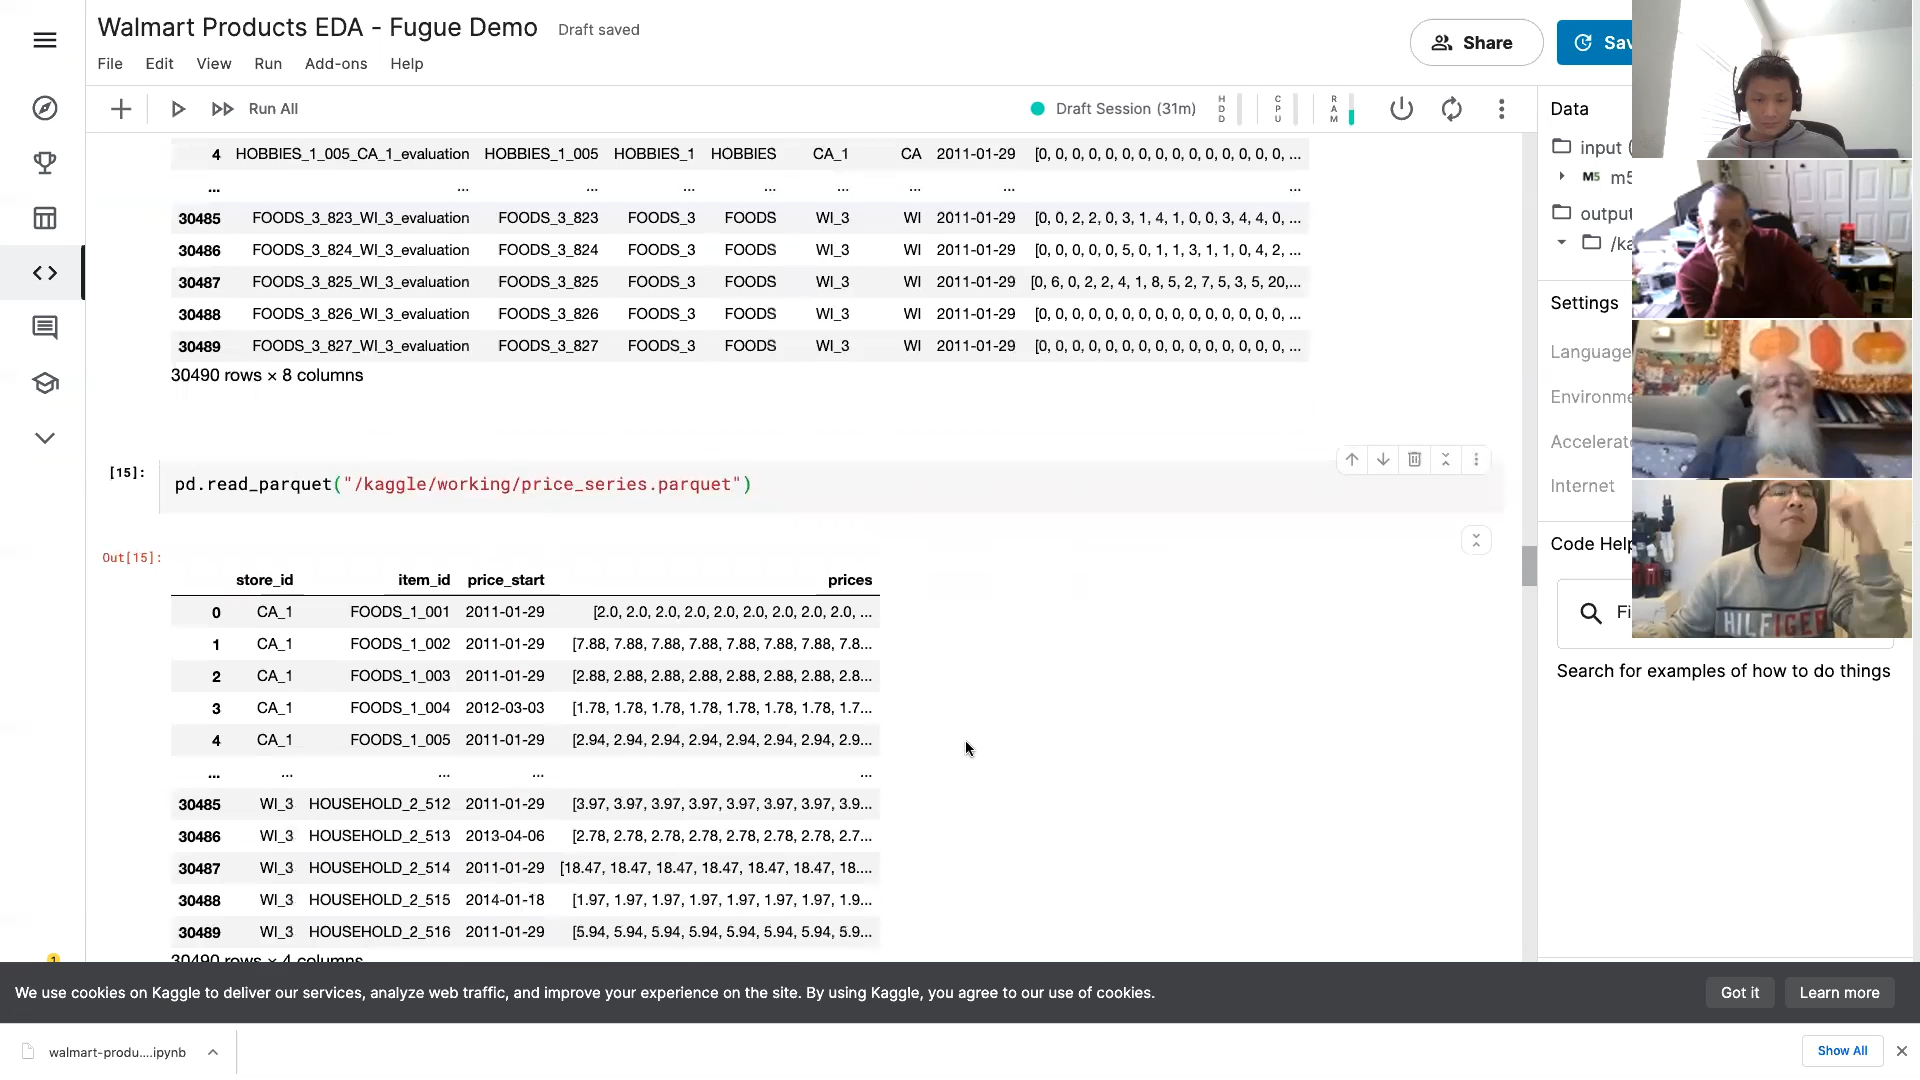 Walmart Products EDA - Fugue Demo Draft saved
Share
Sav
File Edit View Run Add-ons Help
Run All
Draft Session (31m)
HDD
CPU
RAM
4 HOBBIES_1_005_CA_1_evaluation HOBBIES_1_005 HOBBIES_1 HOBBIES CA_1 CA 2011-01-29 [0, 0, 0, 0, 0, 0, 0, 0, 0, 0, 0, 0, 0, 0, ...
... ... ... ... ... ... ... ... ...
30485 FOODS_3_823_WI_3_evaluation FOODS_3_823 FOODS_3 FOODS WI_3 WI 2011-01-29 [0, 0, 2, 2, 0, 3, 1, 4, 1, 0, 0, 3, 4, 4, 0, ...
30486 FOODS_3_824_WI_3_evaluation FOODS_3_824 FOODS_3 FOODS WI_3 WI 2011-01-29 [0, 0, 0, 0, 0, 5, 0, 1, 1, 3, 1, 1, 0, 4, 2, ...
30487 FOODS_3_825_WI_3_evaluation FOODS_3_825 FOODS_3 FOODS WI_3 WI 2011-01-29 [0, 6, 0, 2, 2, 4, 1, 8, 5, 2, 7, 5, 3, 5, 20,...
30488 FOODS_3_826_WI_3_evaluation FOODS_3_826 FOODS_3 FOODS WI_3 WI 2011-01-29 [0, 0, 0, 0, 0, 0, 0, 0, 0, 0, 0, 0, 0, 0, ...
30489 FOODS_3_827_WI_3_evaluation FOODS_3_827 FOODS_3 FOODS WI_3 WI 2011-01-29 [0, 0, 0, 0, 0, 0, 0, 0, 0, 0, 0, 0, 0, 0, ...
30490 rows × 8 columns
[15]:
pd.read_parquet("/kaggle/working/price_series.parquet")
Out[15]:
store_id item_id price_start prices
0 CA_1 FOODS_1_001 2011-01-29 [2.0, 2.0, 2.0, 2.0, 2.0, 2.0, 2.0, 2.0, 2.0, ...
1 CA_1 FOODS_1_002 2011-01-29 [7.88, 7.88, 7.88, 7.88, 7.88, 7.88, 7.88, 7.8...
2 CA_1 FOODS_1_003 2011-01-29 [2.88, 2.88, 2.88, 2.88, 2.88, 2.88, 2.88, 2.8...
3 CA_1 FOODS_1_004 2012-03-03 [1.78, 1.78, 1.78, 1.78, 1.78, 1.78, 1.78, 1.7...
4 CA_1 FOODS_1_005 2011-01-29 [2.94, 2.94, 2.94, 2.94, 2.94, 2.94, 2.94, 2.9...
... ... ... ... ...
30485 WI_3 HOUSEHOLD_2_512 2011-01-29 [3.97, 3.97, 3.97, 3.97, 3.97, 3.97, 3.97, 3.9...
30486 WI_3 HOUSEHOLD_2_513 2013-04-06 [2.78, 2.78, 2.78, 2.78, 2.78, 2.78, 2.78, 2.7...
30487 WI_3 HOUSEHOLD_2_514 2011-01-29 [18.47, 18.47, 18.47, 18.47, 18.47, 18.47, 18....
30488 WI_3 HOUSEHOLD_2_515 2014-01-18 [1.97, 1.97, 1.97, 1.97, 1.97, 1.97, 1.97, 1.9...
30489 WI_3 HOUSEHOLD_2_516 2011-01-29 [5.94, 5.94, 5.94, 5.94, 5.94, 5.94, 5.94, 5.9...
30490 rows × 4 columns
Data
input (
M5 m5
output
/ka
Settings
Language
Environme
Accelerat
Internet
Code Help
Fi
Search for examples of how to do things
HILFIGER
1
We use cookies on Kaggle to deliver our services, analyze web traffic, and improve your experience on the site. By using Kaggle, you agree to our use of cookies.
Got it
Learn more
walmart-produ....ipynb
Show All